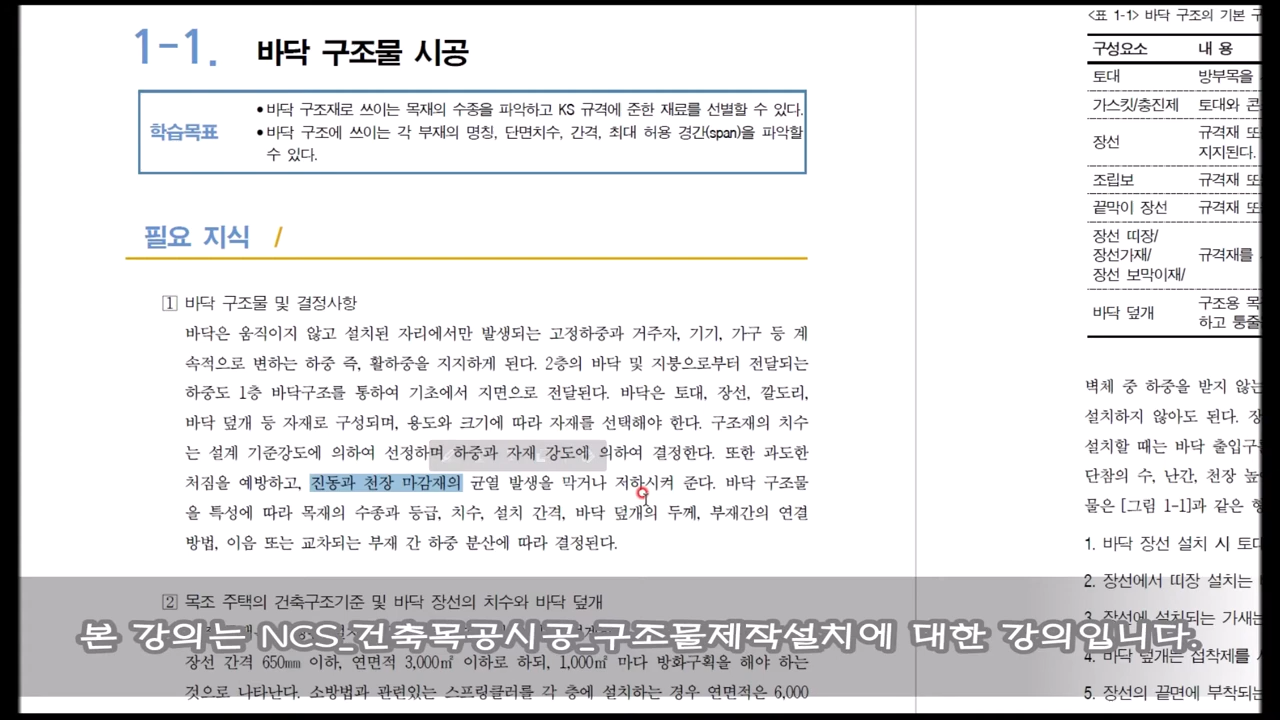 1-1. 바닥 구조물 시공
학습목표
• 바닥 구조재로 쓰이는 목재의 수종을 파악하고 KS 규격에 준한 재료를 선별할 수 있다.
• 바닥 구조에 쓰이는 각 부재의 명칭, 단면치수, 간격, 최대 허용 경간(span)을 파악할
수 있다.
필요 지식 /
1 바닥 구조물 및 결정사항
바닥은 움직이지 않고 설치된 자리에서만 발생되는 고정하중과 거주자, 기기, 가구 등 계
속적으로 변하는 하중 즉, 활하중을 지지하게 된다. 2층의 바닥 및 지붕으로부터 전달되는
하중도 1층 바닥구조를 통하여 기초에서 지면으로 전달된다. 바닥은 토대, 장선, 깔도리,
바닥 덮개 등 자재로 구성되며, 용도와 크기에 따라 자재를 선택해야 한다. 구조재의 치수
는 설계 기준강도에 의하여 선정하며 하중과 자재 강도에 의하여 결정한다. 또한 과도한
처짐을 예방하고, 진동과 천장 마감재의 균열 발생을 막거나 저하시켜 준다. 바닥 구조물
을 특성에 따라 목재의 수종과 등급, 치수, 설치 간격, 바닥 덮개의 두께, 부재간의 연결
방법, 이음 또는 교차되는 부재 간 하중 분산에 따라 결정된다.
2 목조 주택의 건축구조기준 및 바닥 장선의 치수와 바닥 덮개
장선 간격 650㎜ 이하, 연면적 3,000㎡ 이하로 하되, 1,000㎡ 마다 방화구획을 해야 하는
것으로 나타난다. 소방법과 관련있는 스프링클러를 각 층에 설치하는 경우 연면적은 6,000
<표 1-1> 바닥 구조의 기본 구
구성요소 내 용
토대 방부목을
가스킷/충진제 토대와 콘
장선 규격재 또
지지된다.
조립보 규격재 또
끝막이 장선 규격재 또
장선 띠장/
장선가재/ 규격재를
장선 보막이재/
바닥 덮개 구조용 목
하고 통줄
벽체 중 하중을 받지 않는
설치하지 않아도 된다. 장
설치할 때는 바닥 출입구를
단참의 수, 난간, 천장 높
물은 [그림 1-1]과 같은 형
1. 바닥 장선 설치 시 토대
2. 장선에서 띠장 설치는
3. 장선에 설치되는 가새는
4. 바닥 덮개는 접착제를
5. 장선의 끝면에 부착되는
본 강의는 NCS_건축목공시공_구조물제작설치에 대한 강의입니다.